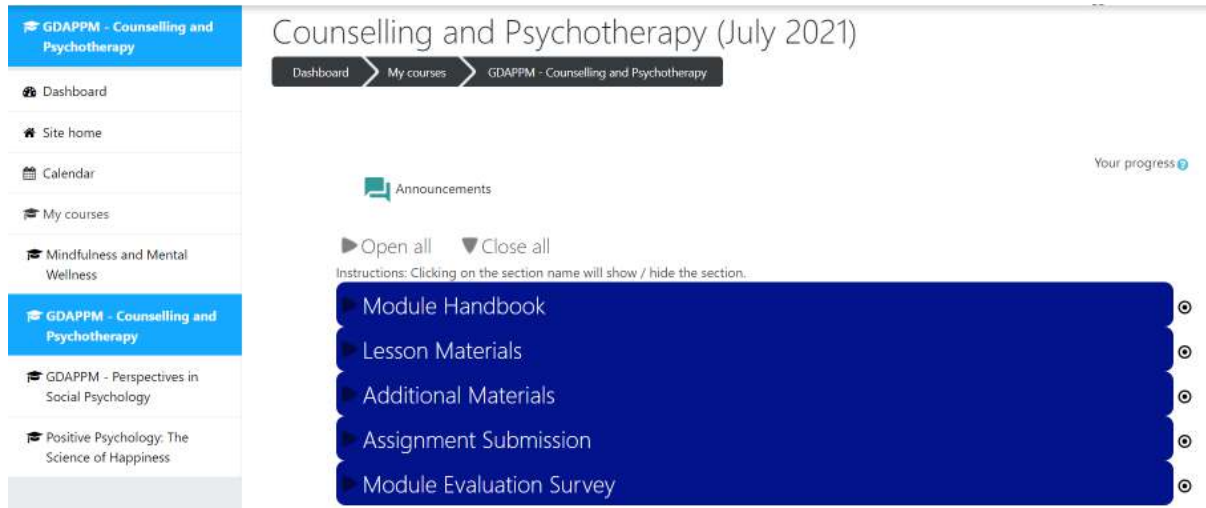 GDAPPM - Counselling and
Psychotherapy
Dashboard
Site home
Calendar
My courses
Mindfulness and Mental
Wellness
GDAPPM - Counselling and
Psychotherapy
GDAPPM - Perspectives in
Social Psychology
Positive Psychology: The
Science of Happiness
Counselling and Psychotherapy (July 2021)
Dashboard My courses GDAPPM - Counselling and Psychotherapy
Your progress
Announcements
Open all Close all
Instructions: Clicking on the section name will show / hide the section.
Module Handbook
Lesson Materials
Additional Materials
Assignment Submission
Module Evaluation Survey